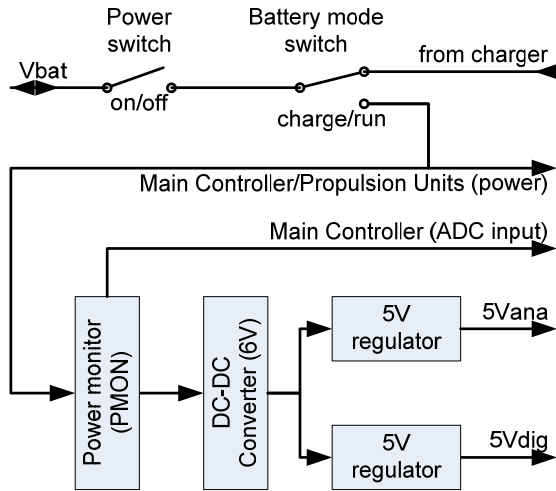 Power
switch
Battery mode
switch
Vbat
from charger
on/off
charge/run
Main Controller/Propulsion Units (power)
Main Controller (ADC input)
Power monitor
(PMON)
DC-DC
Converter (6V)
5V
regulator
5Vana
5V
regulator
5Vdig